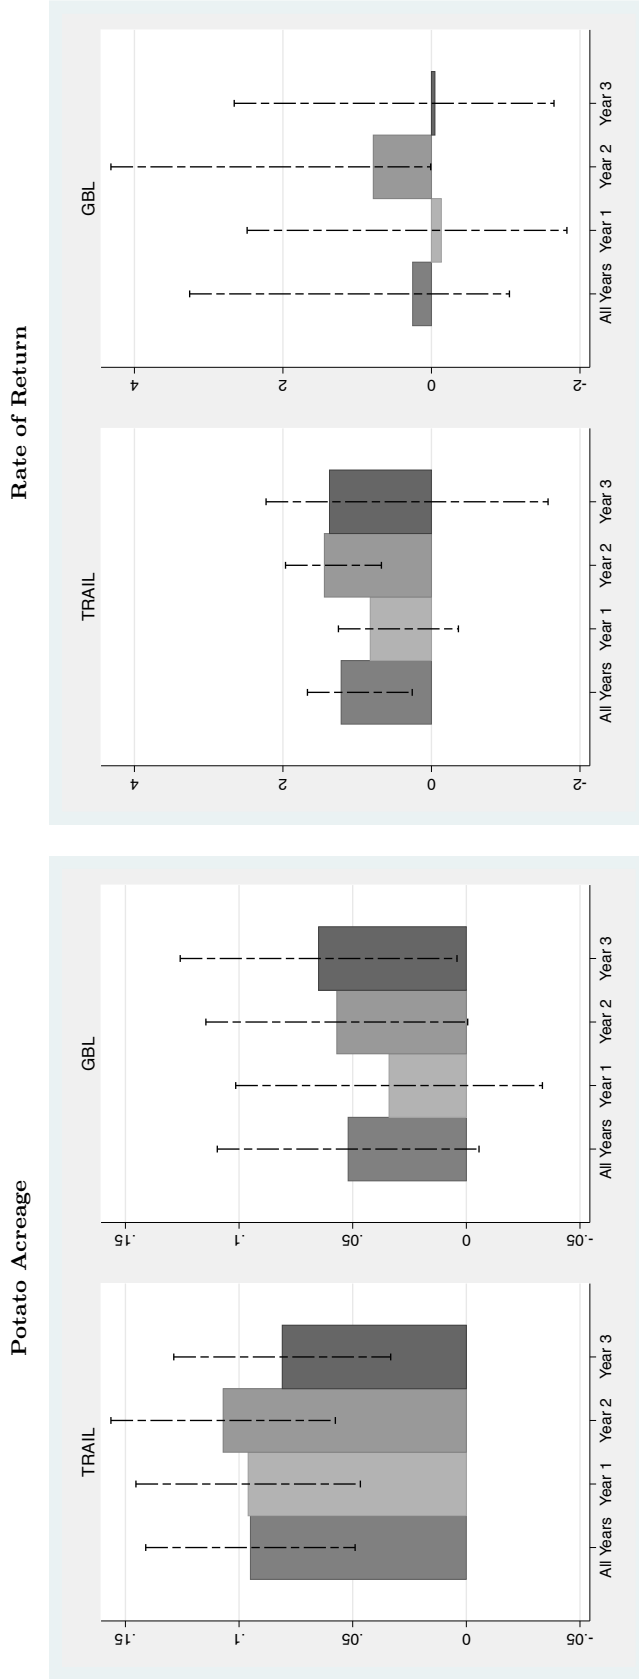 Potato Acreage
TRAIL
.15
.1
.05
0
-.05
All Years Year 1 Year 2 Year 3
GBL
.15
.1
.05
0
-.05
All Years Year 1 Year 2 Year 3
Rate of Return
TRAIL
4
2
0
-2
All Years Year 1 Year 2 Year 3
GBL
4
2
0
-2
All Years Year 1 Year 2 Year 3